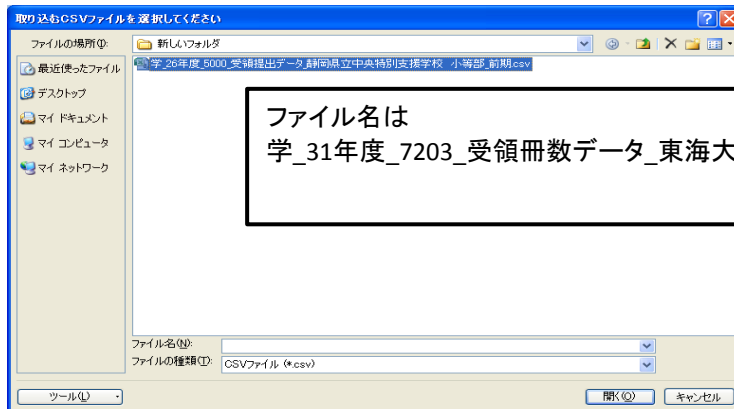 取り込むCSVファイルを選択してください
ファイルの場所(I):
新しいフォルダ
最近使ったファイル
デスクトップ
マイ ドキュメント
マイ コンピュータ
マイ ネットワーク
学_26年度_5000_受領提出データ_静岡県立中央特別支援学校 小等部_前期.csv
ファイル名は
学_31年度_7203_受領冊数データ_東海大
ファイル名(N):
ファイルの種類(T):
CSVファイル (*.csv)
ツール(L)
開く(O)
キャンセル